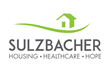 SULZBACHER
HOUSING • HEALTHCARE • HOPE